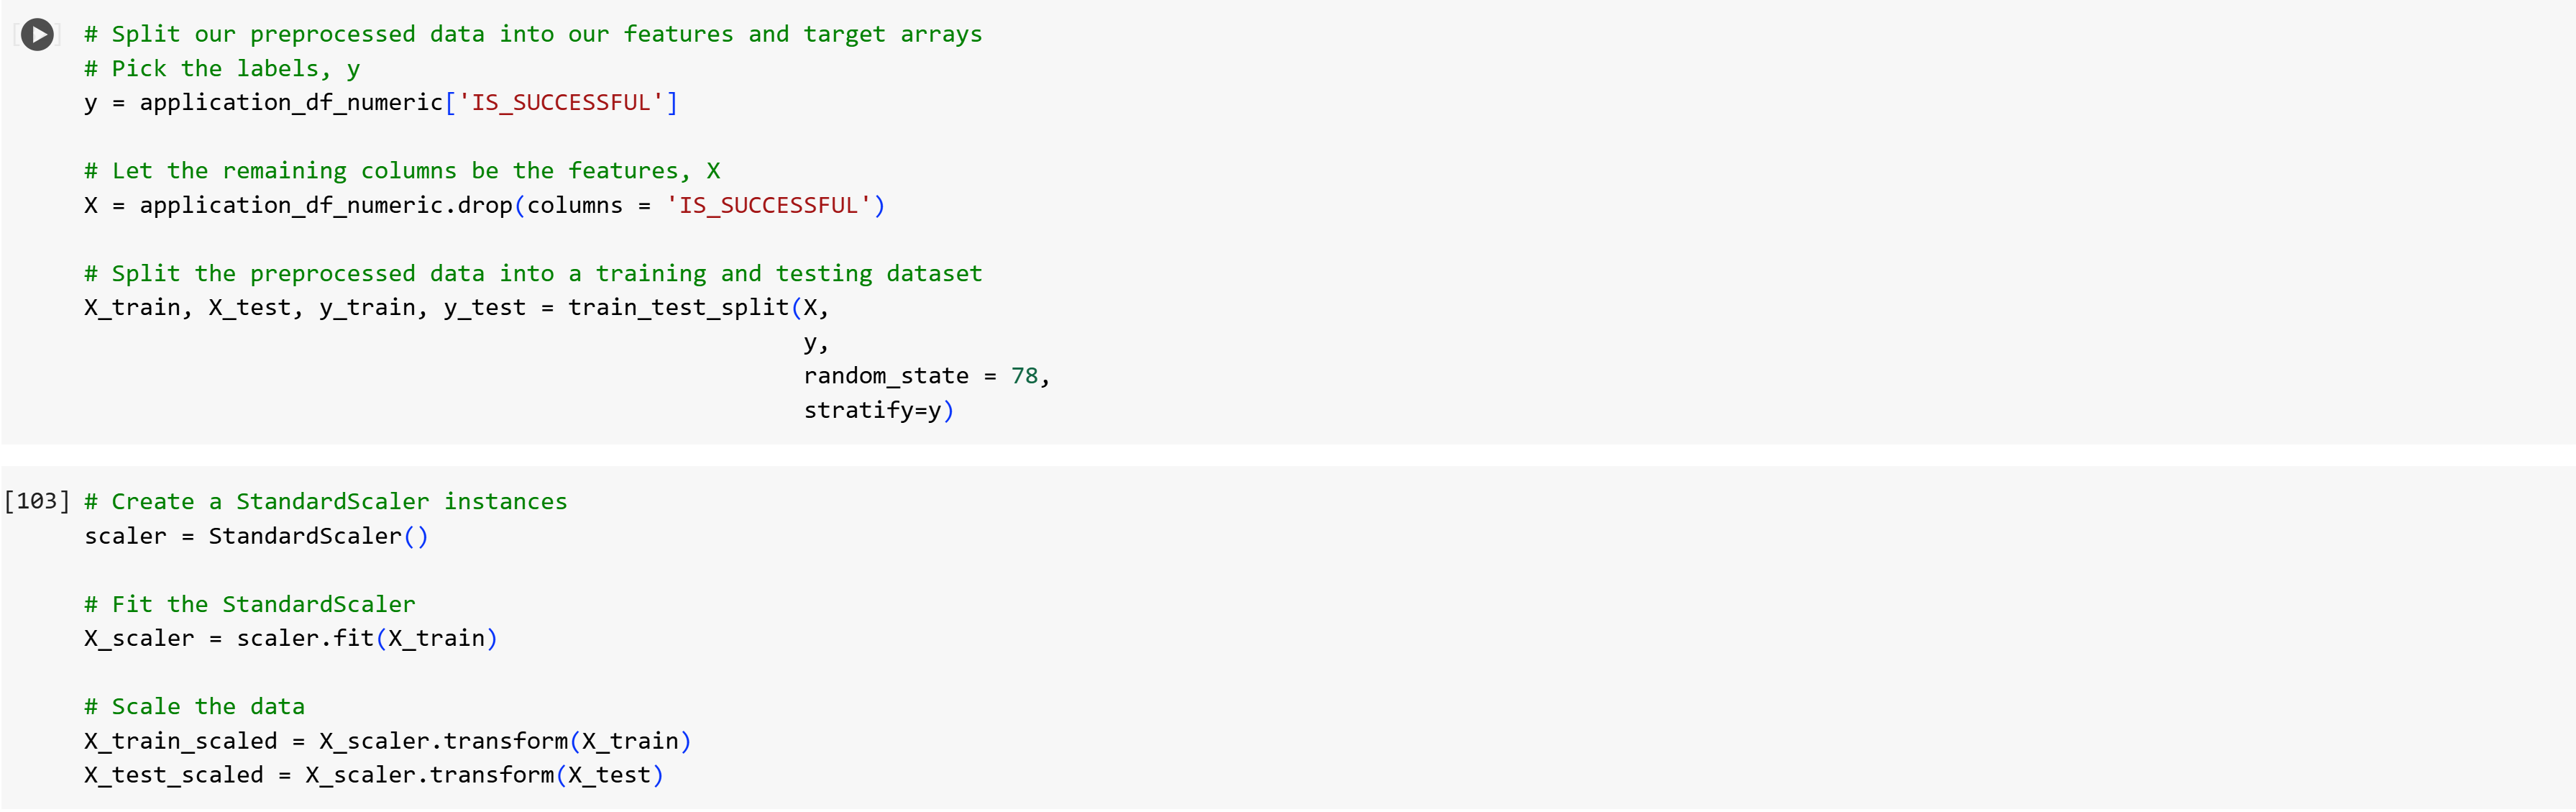 # Split our preprocessed data into our features and target arrays
# Pick the labels, y
y = application_df_numeric['IS_SUCCESSFUL']
# Let the remaining columns be the features, X
X = application_df_numeric.drop(columns = 'IS_SUCCESSFUL')
# Split the preprocessed data into a training and testing dataset
X_train, X_test, y_train, y_test = train_test_split(X,
y,
random_state = 78,
stratify=y)
[103] # Create a StandardScaler instances
scaler = StandardScaler()
# Fit the StandardScaler
X_scaler = scaler.fit(X_train)
# Scale the data
X_train_scaled = X_scaler.transform(X_train)
X_test_scaled = X_scaler.transform(X_test)